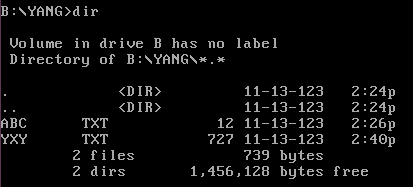 B:\YANG>dir
Volume in drive B has no label
Directory of B:\YANG\*.*
. <DIR> 11-13-123 2:24p
.. <DIR> 11-13-123 2:24p
ABC TXT 12 11-13-123 2:26p
YXY TXT 727 11-13-123 2:40p
2 files 739 bytes
2 dirs 1,456,128 bytes free